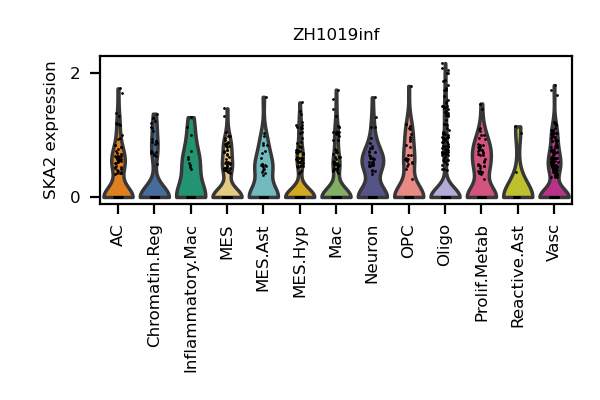 ZH1019inf
SKA2 expression
2
0
AC
Chromatin.Reg
Inflammatory.Mac
MES
MES.Ast
MES.Hyp
Mac
Neuron
OPC
Oligo
Prolif.Metab
Reactive.Ast
Vasc